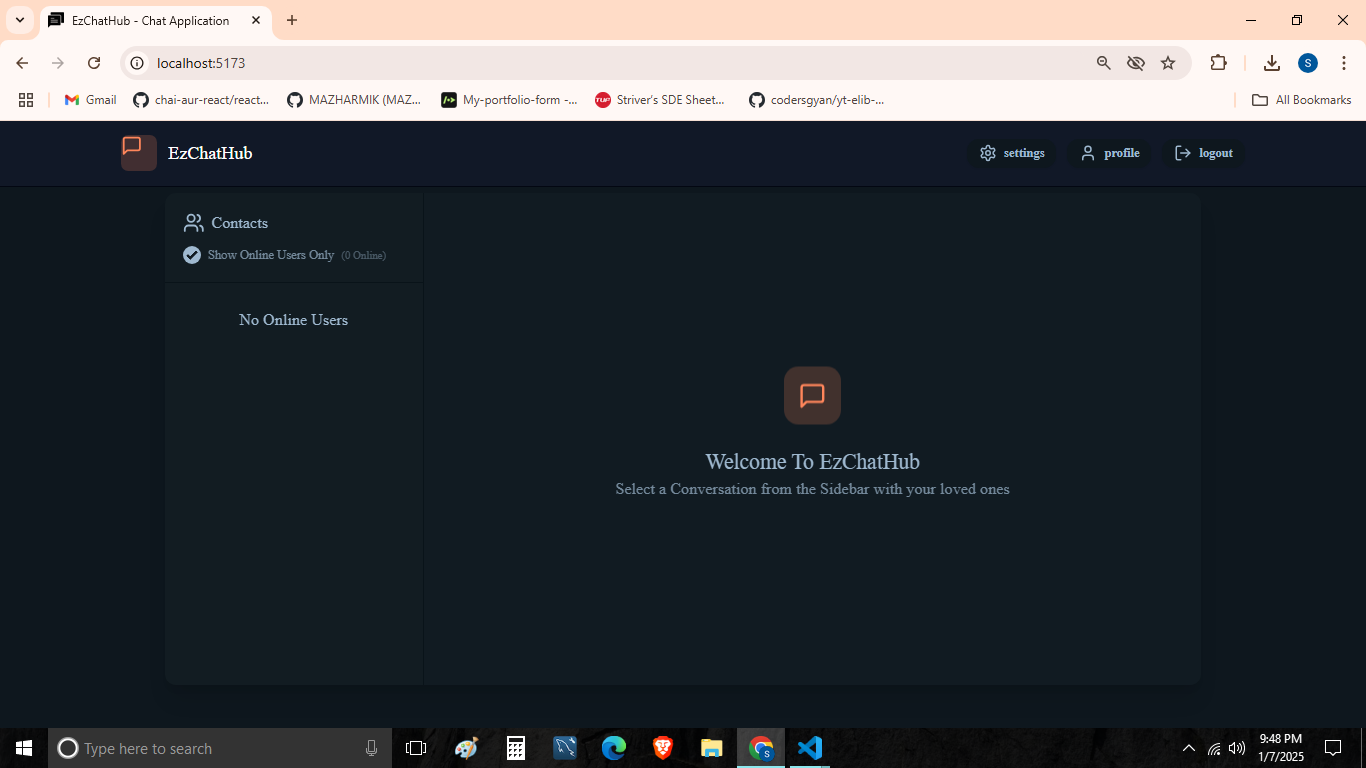 EzChatHub - Chat Application
localhost:5173
S
Gmail
chai-aur-react/react...
MAZHARMIK (MAZ...
My-portfolio-form -...
TUF
Striver's SDE Sheet...
codersgyan/yt-elib-...
All Bookmarks
EzChatHub
settings
profile
logout
Contacts
Show Online Users Only (0 Online)
No Online Users
Welcome To EzChatHub
Select a Conversation from the Sidebar with your loved ones
Type here to search
S
9:48 PM
1/7/2025